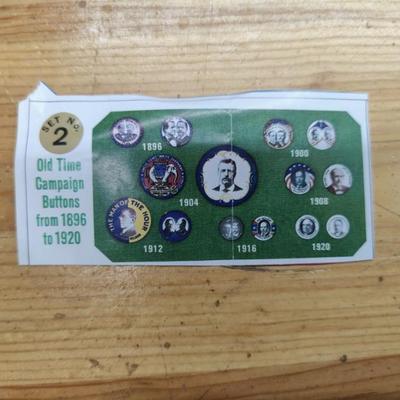 SET NO.
2
Old Time
Campaign
Buttons
from 1896
to 1920
1896
1900
1904
1908
THE MAN OF THE HOUR
1912
1916
1920